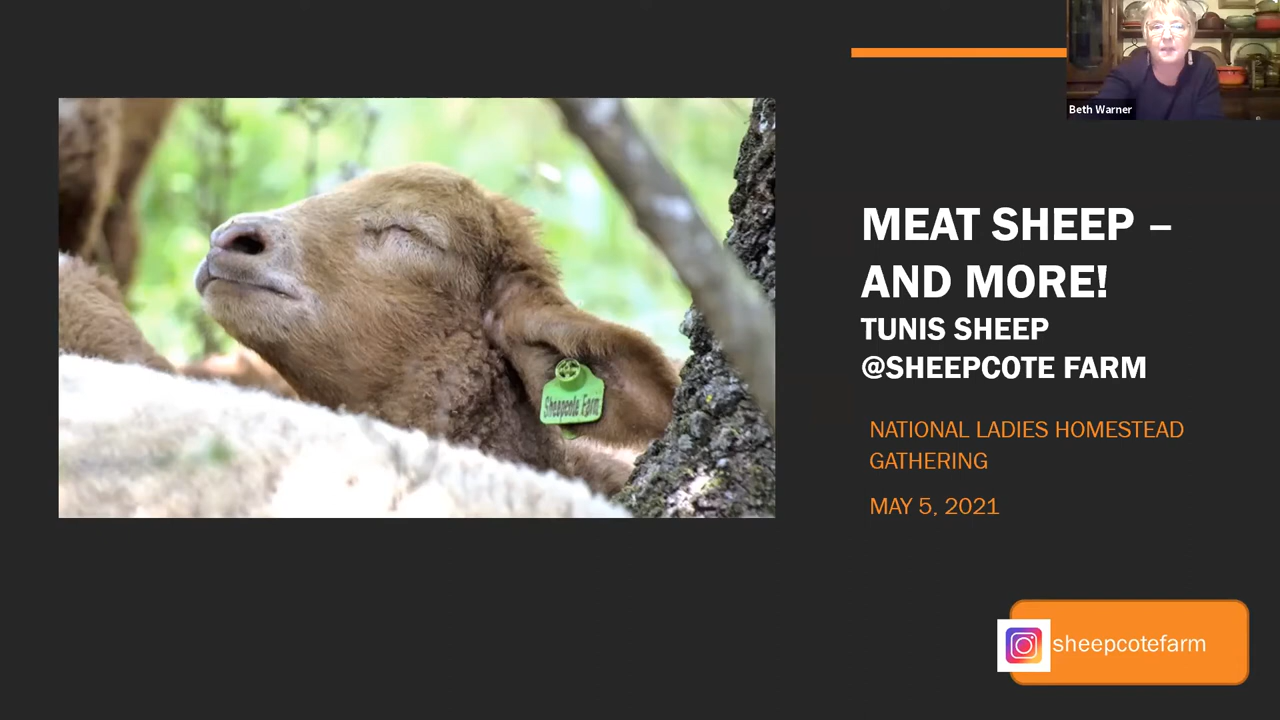 Beth Warner
MEAT SHEEP –
AND MORE!
TUNIS SHEEP
@SHEEPCOTE FARM
NATIONAL LADIES HOMESTEAD
GATHERING
MAY 5, 2021
Sheepcote Farm
sheepcotefarm